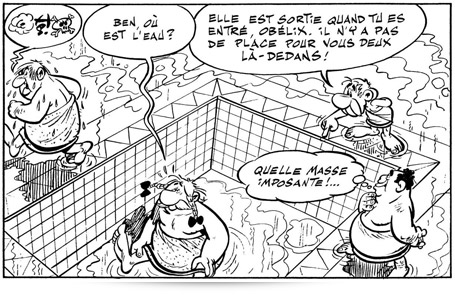 ?!
BEN, OÙ
EST L'EAU?
ELLE EST SORTIE QUAND TU ES
ENTRÉ, OBÉLIX. IL N'Y A PAS
DE PLACE POUR VOUS DEUX
LÀ-DEDANS!
QUELLE MASSE
IMPOSANTE!...